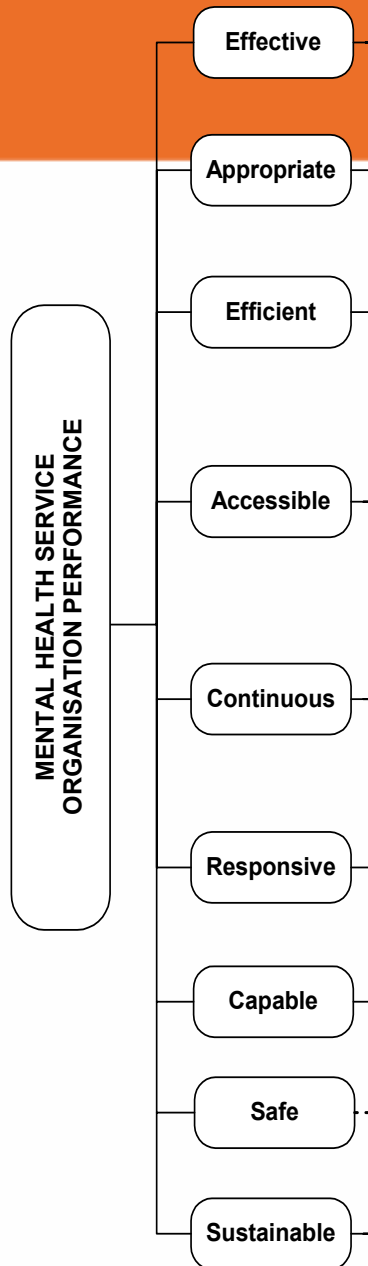 Effective
Appropriate
Efficient
Accessible
Continuous
Responsive
Capable
Safe
Sustainable
MENTAL HEALTH SERVICE
ORGANISATION PERFORMANCE